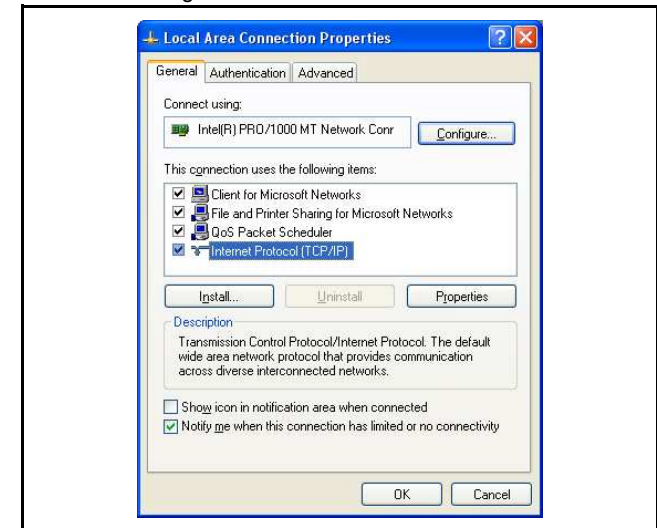 Local Area Connection Properties
General
Authentication
Advanced
Connect using:
Intel(R) PRO/1000 MT Network Conr
Configure...
This connection uses the following items:
Client for Microsoft Networks
File and Printer Sharing for Microsoft Networks
QoS Packet Scheduler
Internet Protocol (TCP/IP)
Install...
Uninstall
Properties
Description
Transmission Control Protocol/Internet Protocol. The default
wide area network protocol that provides communication
across diverse interconnected networks.
Show icon in notification area when connected
Notify me when this connection has limited or no connectivity
OK
Cancel